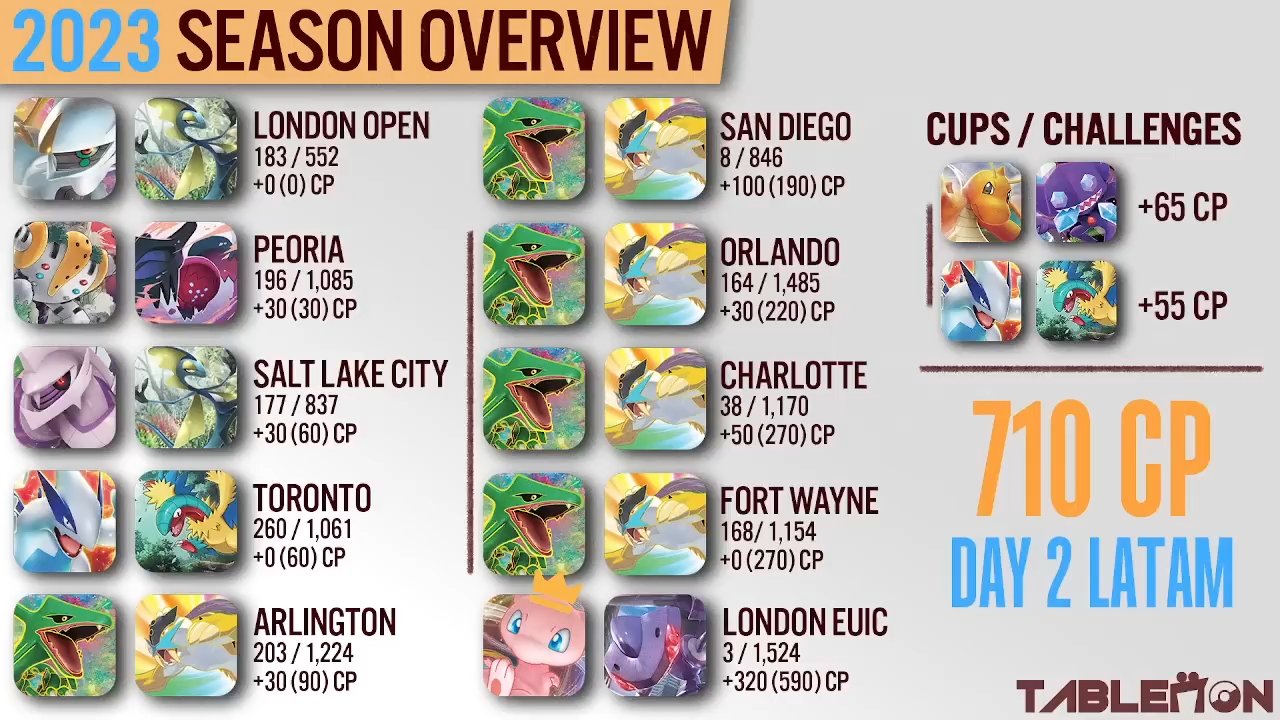 2023 SEASON OVERVIEW
LONDON OPEN
183 / 552
+0 (0) CP
PEORIA
196 / 1,085
+30 (30) CP
SALT LAKE CITY
177 / 837
+30 (60) CP
TORONTO
260 / 1,061
+0 (60) CP
ARLINGTON
203 / 1,224
+30 (90) CP
SAN DIEGO
8 / 846
+100 (190) CP
ORLANDO
164 / 1,485
+30 (220) CP
CHARLOTTE
38 / 1,170
+50 (270) CP
FORT WAYNE
168/ 1,154
+0 (270) CP
LONDON EUIC
3 / 1,524
+320 (590) CP
CUPS / CHALLENGES
+65 CP
+55 CP
710 CP
DAY 2 LATAM
TABLEMON